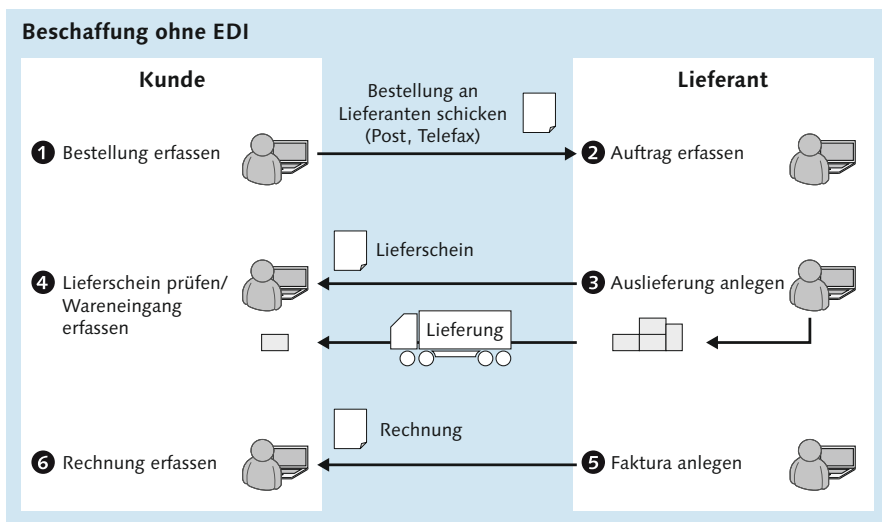 Beschaffung ohne EDI
Kunde
Lieferant
Bestellung an
Lieferanten schicken
(Post, Telefax)
1 Bestellung erfassen
2 Auftrag erfassen
Lieferschein
4 Lieferschein prüfen/
Wareneingang
erfassen
3 Auslieferung anlegen
Lieferung
Rechnung
6 Rechnung erfassen
5 Faktura anlegen